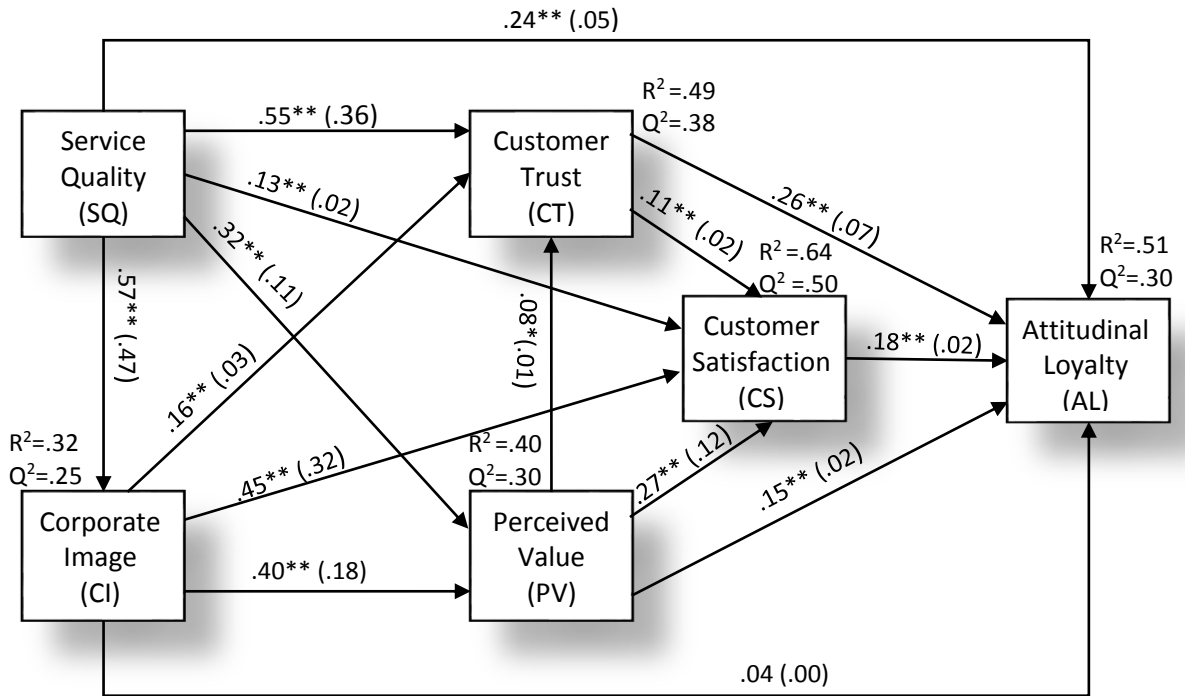 .24** (.05)
Service
Quality
(SQ)
.55** (.36)
Customer
Trust
(CT)
R²=.49
Q²=.38
.13** (.02)
.32** (.11)
.57** (.47)
.16** (.03)
.08*(.01)
.11** (.02)
.26** (.07)
R²=.64
Q²=.50
R²=.51
Q²=.30
Customer
Satisfaction
(CS)
.18** (.02)
Attitudinal
Loyalty
(AL)
R²=.32
Q²=.25
.45** (.32)
R²=.40
Q²=.30
.27** (.12)
.15** (.02)
Corporate
Image
(CI)
.40** (.18)
Perceived
Value
(PV)
.04 (.00)